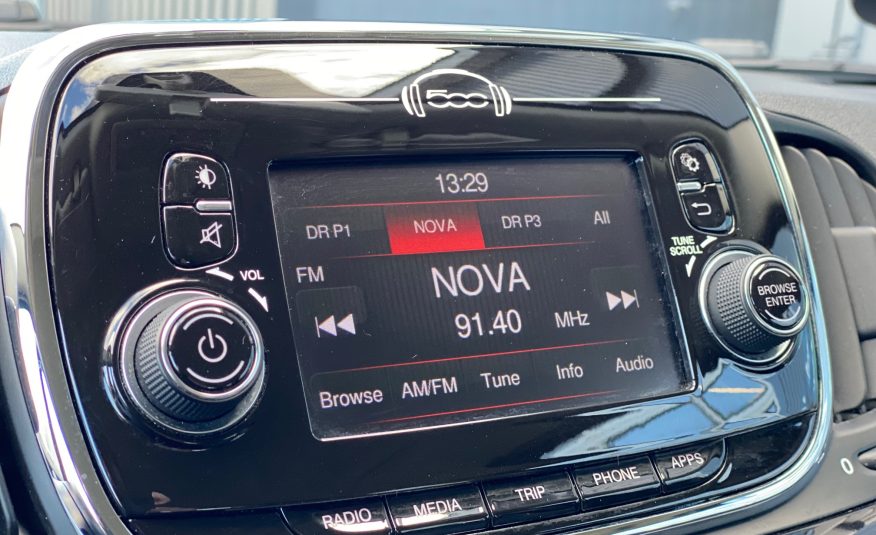 500
13:29
DR P1 NOVA DR P3 All
FM
NOVA
91.40 MHz
Browse AM/FM Tune Info Audio
VOL
TUNE
SCROLL
BROWSE
ENTER
RADIO MEDIA TRIP PHONE APPS
0